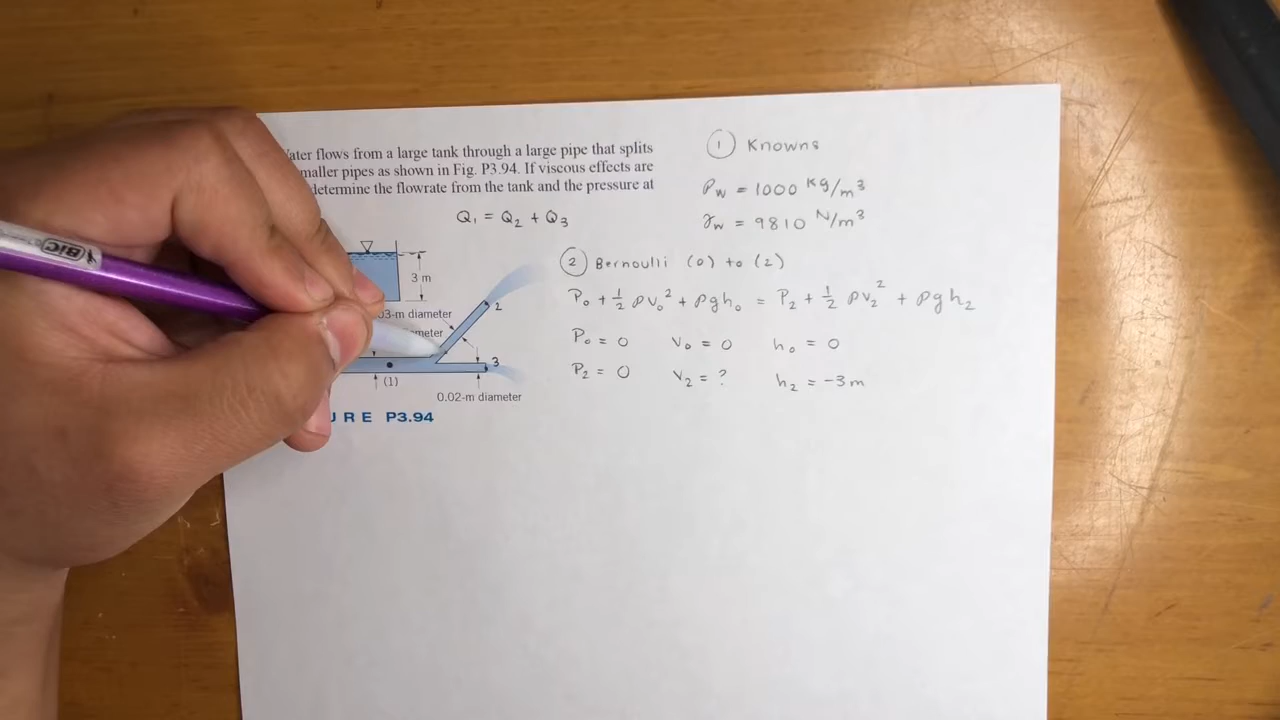 ater flows from a large tank through a large pipe that splits
maller pipes as shown in Fig. P3.94. If viscous effects are
determine the flowrate from the tank and the pressure at
Q₁ = Q₂ + Q₃
3 m
03-m diameter
meter
2
3
(1)
0.02-m diameter
URE P3.94
BiC
1 Knowns
ρw = 1000 kg/m³
γw = 9810 N/m³
2 Bernoulli (0) to (2)
P₀ + ½ ρv₀² + ρgh₀ = P₂ + ½ ρv₂² + ρgh₂
P₀ = 0 v₀ = 0 h₀ = 0
P₂ = 0 v₂ = ? h₂ = -3m